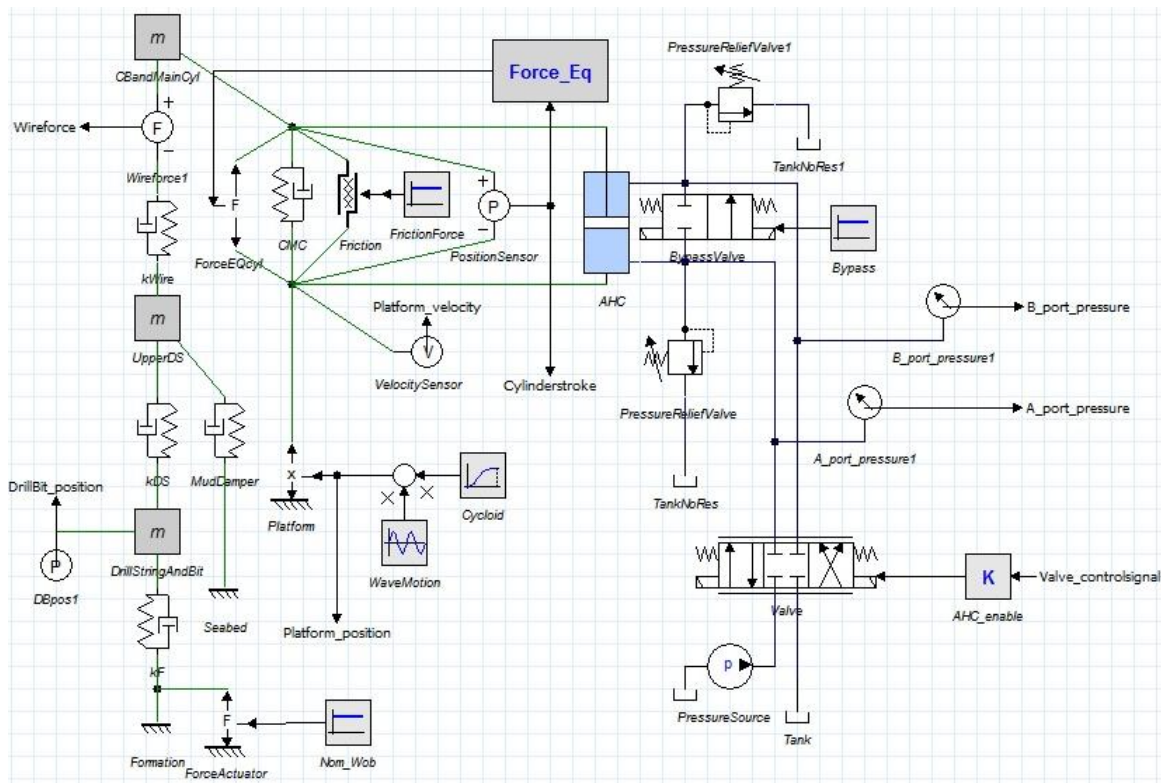 m
CBandMainCyl
Force_Eq
PressureReliefValve1
Wireforce
F
+
−
Wireforce1
TankNoRes1
F
ForceEQcyl
CMC
Friction
FrictionForce
+
P
−
PositionSensor
AHC
BypassValve
Bypass
kWire
m
UpperDS
Platform_velocity
V
VelocitySensor
Cylinderstroke
B_port_pressure
B_port_pressure1
PressureReliefValve
A_port_pressure
A_port_pressure1
kDS
MudDamper
x
Platform
Cycloid
WaveMotion
TankNoRes
DrillBit_position
m
DrillStringAndBit
P
DBpos1
Seabed
Platform_position
Valve
K
AHC_enable
Valve_controlsignal
kF
p
PressureSource
Tank
Formation
F
ForceActuator
Nom_Wob